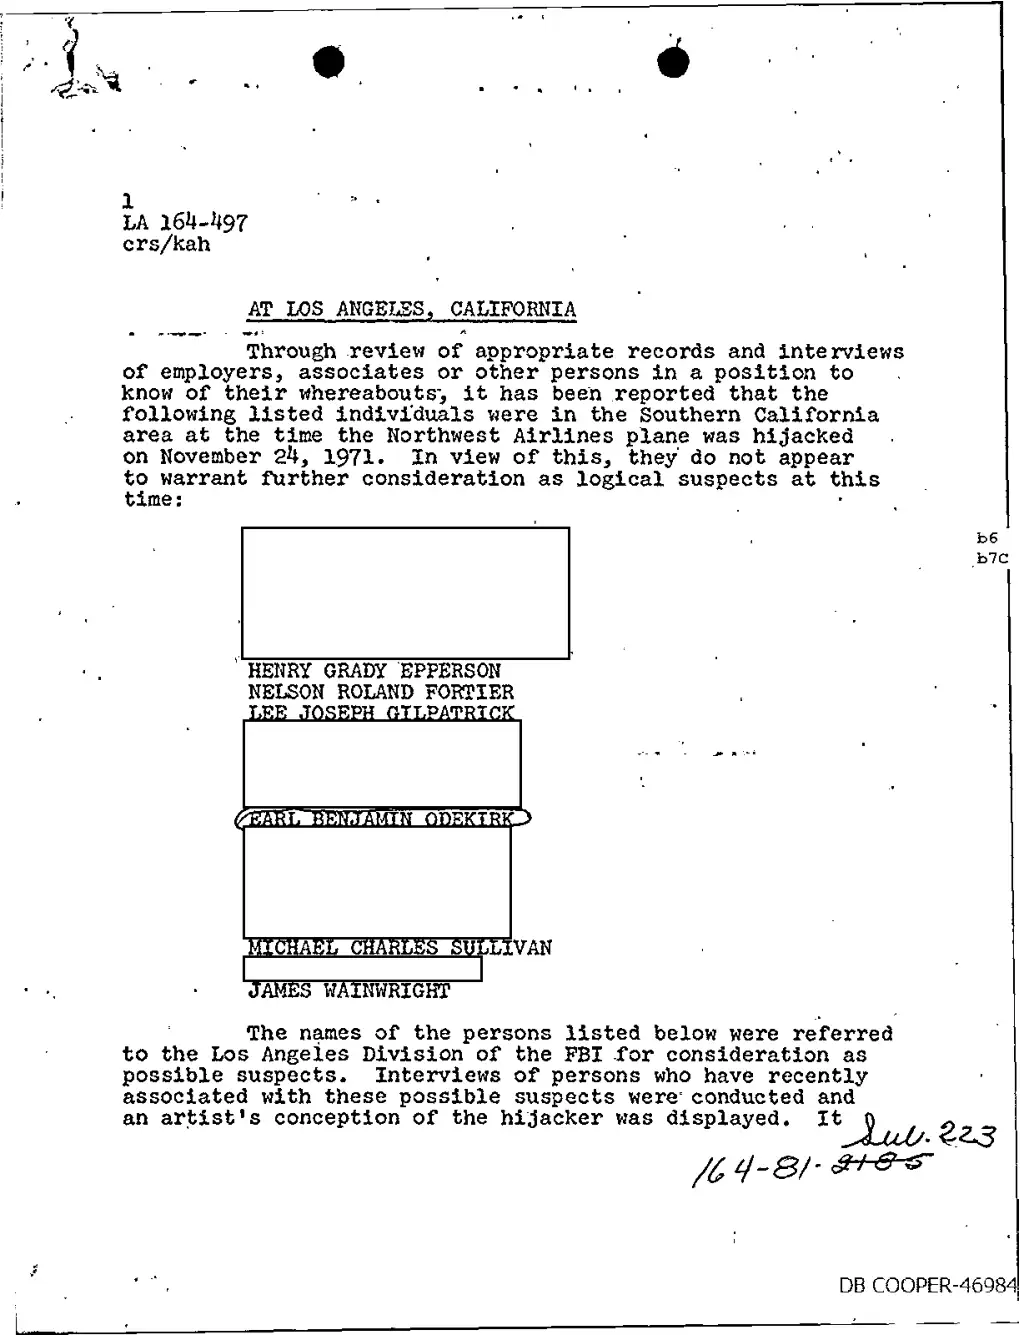 1
LA 164-497
crs/kah
AT LOS ANGELES, CALIFORNIA
Through review of appropriate records and interviews
of employers, associates or other persons in a position to
know of their whereabouts, it has been reported that the
following listed individuals were in the Southern California
area at the time the Northwest Airlines plane was hijacked
on November 24, 1971. In view of this, they do not appear
to warrant further consideration as logical suspects at this
time:
b6
b7C
HENRY GRADY EPPERSON
NELSON ROLAND FORTIER
LEE JOSEPH GILPATRICK
EARL BENJAMIN ODEKIRK
MICHAEL CHARLES SULLIVAN
JAMES WAINWRIGHT
The names of the persons listed below were referred
to the Los Angeles Division of the FBI for consideration as
possible suspects. Interviews of persons who have recently
associated with these possible suspects were conducted and
an artist's conception of the hijacker was displayed. It
Sub. 223
164-81-2185
DB COOPER-46984